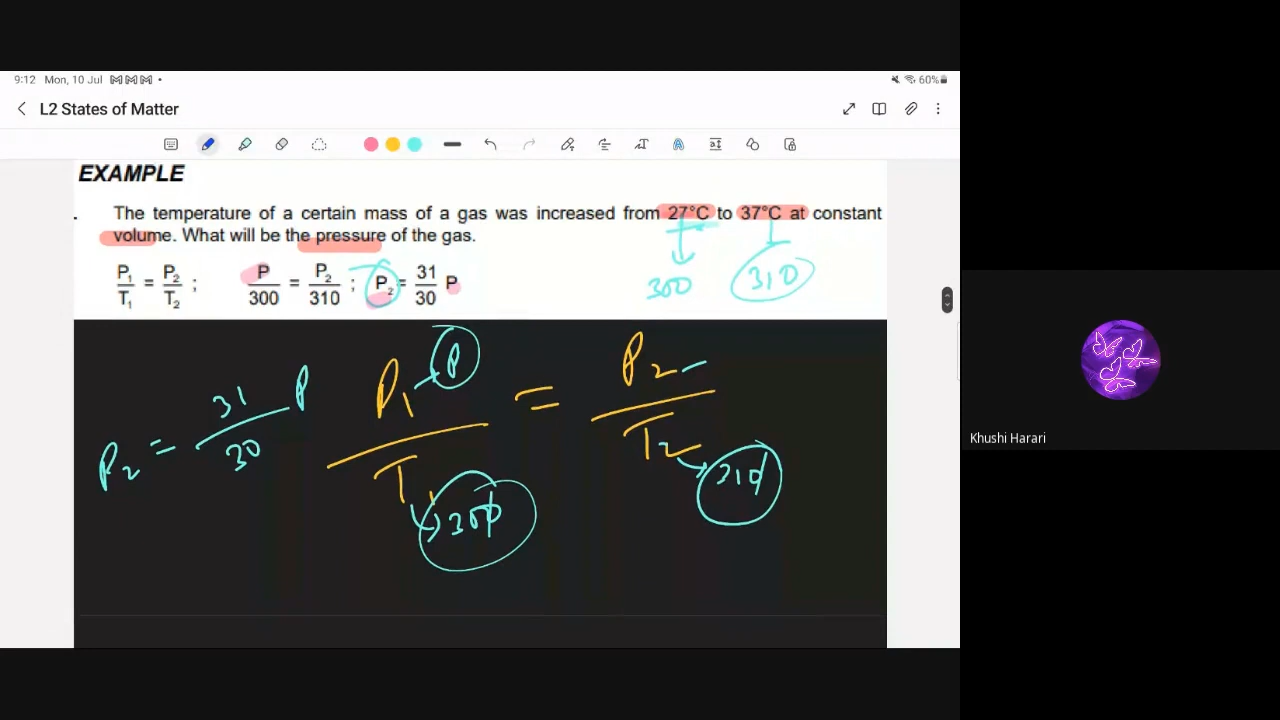 9:12 Mon, 10 Jul M M M •
60%
L2 States of Matter
EXAMPLE
. The temperature of a certain mass of a gas was increased from 27°C to 37°C at constant
volume. What will be the pressure of the gas.
P₁/T₁ = P₂/T₂ ; P/300 = P₂/310 ; P₂ = 31/30 P
300 310
P₂ = 31/30 P
P₁/T₁ = P₂/T₂
P
300 310
Khushi Harari